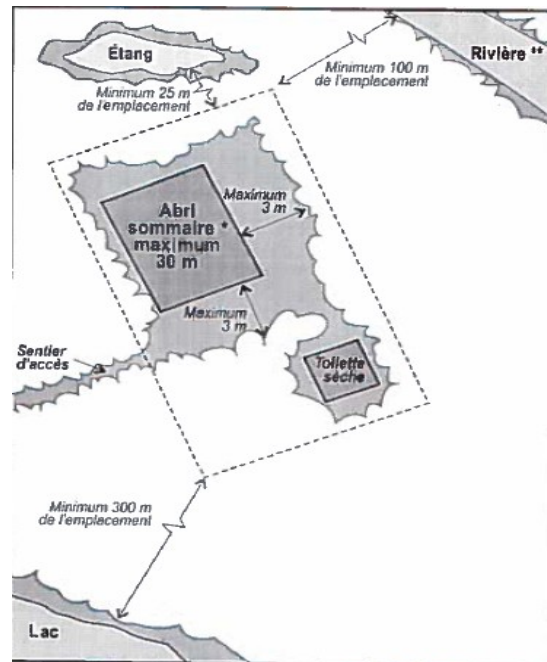 Étang
Rivière **
Minimum 25 m
de l'emplacement
Minimum 100 m
de l'emplacement
Maximum
3 m
Abri
sommaire *
maximum
30 m
Maximum
3 m
Sentier
d'accès
Toilette
sèche
Minimum 300 m
de l'emplacement
Lac